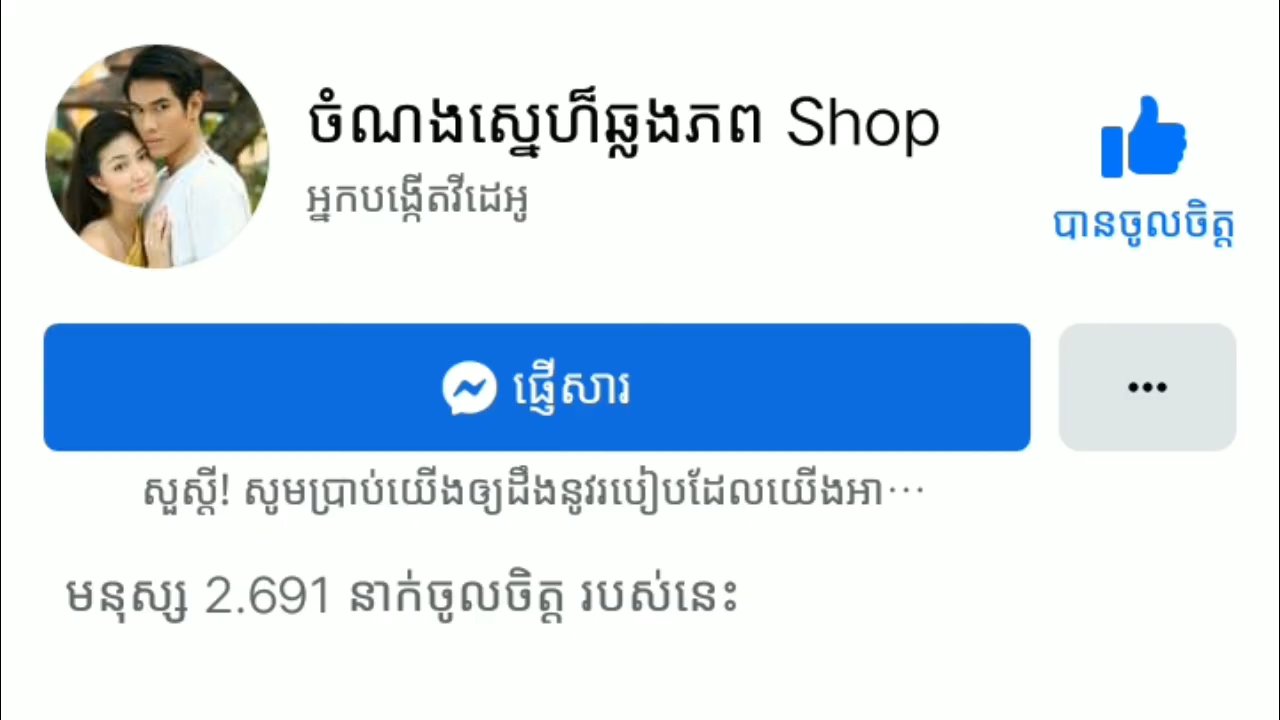 ចំណងស្នេហ៏ឆ្លងភព Shop
អ្នកបង្កើតវីដេអូ
បានចូលចិត្ត
ផ្ញើសារ
សួស្តី! សូមប្រាប់យើងឲ្យដឹងនូវរបៀបដែលយើងអា…
មនុស្ស 2.691 នាក់ចូលចិត្ត របស់នេះ